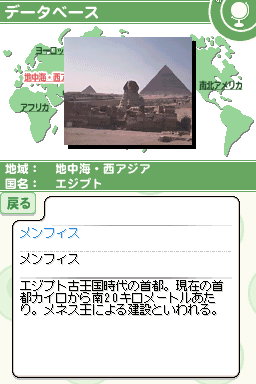 データベース
ヨーロッ
地中海・西ア
アフリカ
南北アメリカ
地域： 地中海・西アジア
国名： エジプト
戻る
メンフィス
メンフィス
エジプト古王国時代の首都。現在の首
都カイロから南20キロメートルあた
り。メネス王による建設といわれる。